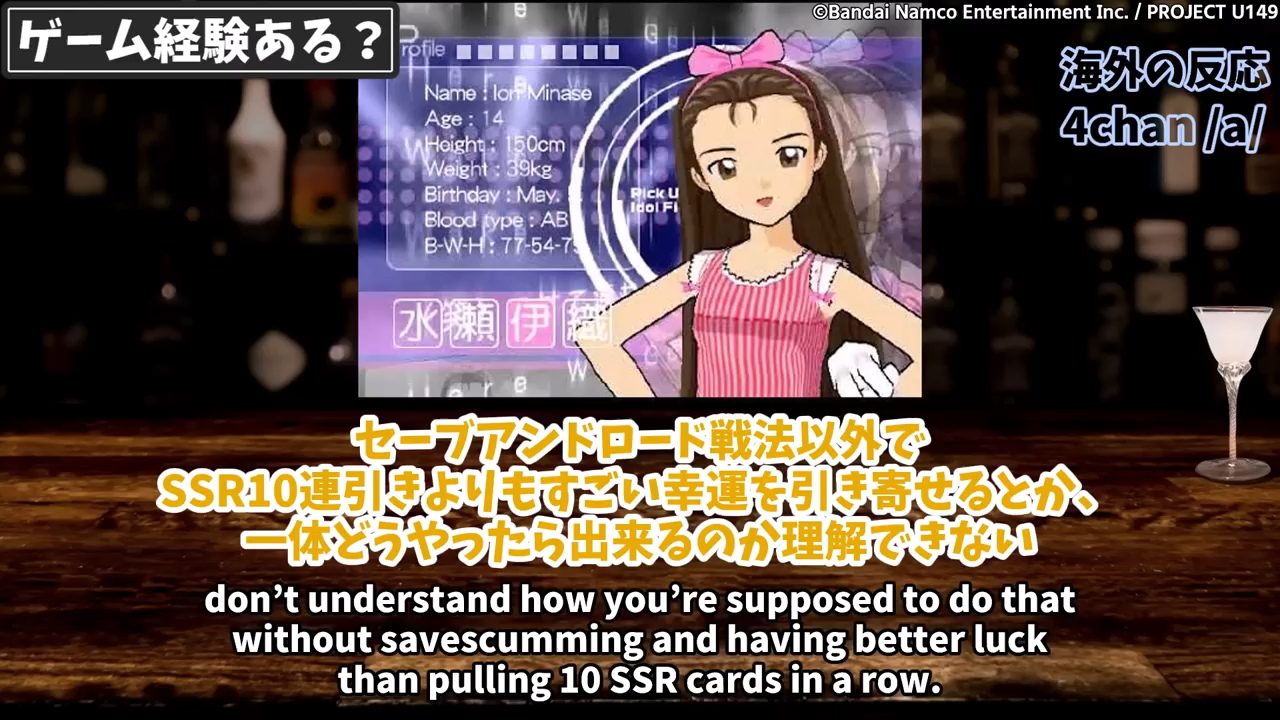 ©Bandai Namco Entertainment Inc. / PROJECT U149
ゲーム経験ある？
海外の反応
4chan /a/
Profile
Name : Iori Minase
Age : 14
Height : 150cm
Weight : 39kg
Birthday : May.
Blood type : AB
B-W-H : 77-54-7
Pick U
Idol Fi
水瀬伊織
セーブアンドロード戦法以外で
SSR10連引きよりもすごい幸運を引き寄せるとか、
一体どうやったら出来るのか理解できない
don’t understand how you’re supposed to do that
without savescumming and having better luck
than pulling 10 SSR cards in a row.